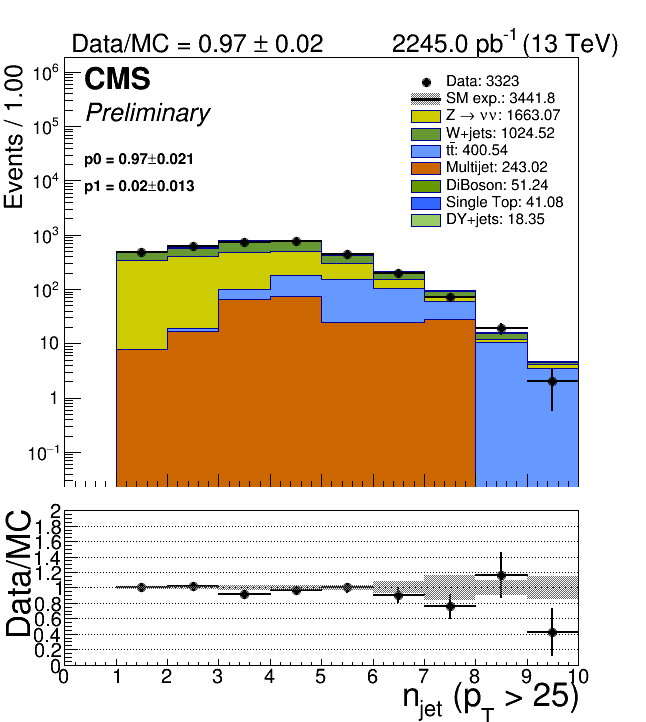 Data/MC = 0.97 ± 0.02 2245.0 pb⁻¹ (13 TeV)
CMS
Preliminary
p0 = 0.97±0.021
p1 = 0.02±0.013
Data: 3323
SM exp.: 3441.8
Z → νν: 1663.07
W+jets: 1024.52
tt̄: 400.54
Multijet: 243.02
DiBoson: 51.24
Single Top: 41.08
DY+jets: 18.35
Events / 1.00
10⁶
10⁵
10⁴
10³
10²
10
1
10⁻¹
Data/MC
2
1.8
1.6
1.4
1.2
1
0.8
0.6
0.4
0.2
0
0 1 2 3 4 5 6 7 8 9 10
n_jet (p_T > 25)